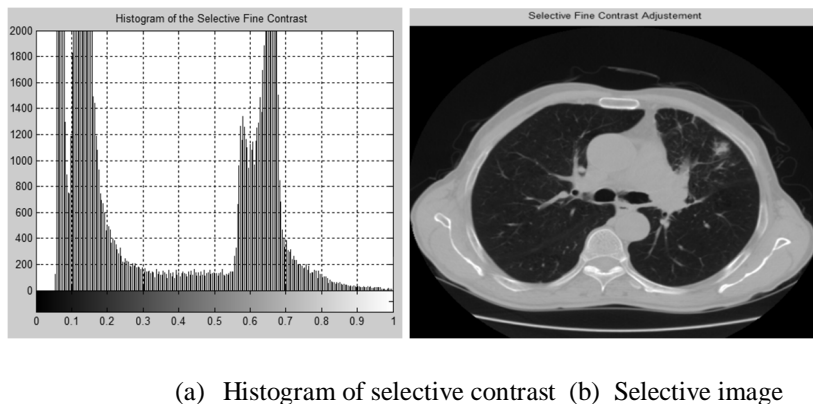 Histogram of the Selective Fine Contrast
2000
1800
1600
1400
1200
1000
800
600
400
200
0
0 0.1 0.2 0.3 0.4 0.5 0.6 0.7 0.8 0.9 1
Selective Fine Contrast Adjustement
(a) Histogram of selective contrast (b) Selective image